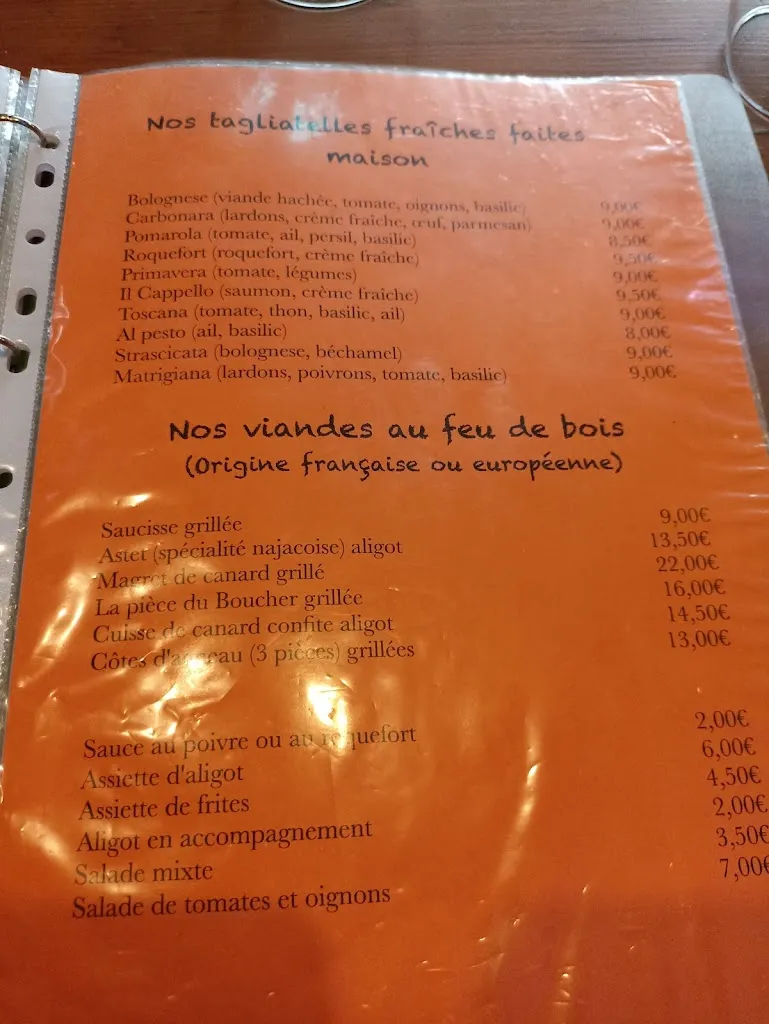 Nos tagliatelles fraîches faites
maison
Bolognese (viande hachée, tomate, oignons, basilic) 9,00€
Carbonara (lardons, crème fraîche, œuf, parmesan) 9,00€
Pomarola (tomate, ail, persil, basilic) 8,50€
Roquefort (roquefort, crème fraîche) 9,50€
Primavera (tomate, légumes) 9,00€
Il Cappello (saumon, crème fraiche) 9,50€
Toscana (tomate, thon, basilic, ail) 9,00€
Al pesto (ail, basilic) 8,00€
Strascicata (bolognese, béchamel) 9,00€
Matrigiana (lardons, poivrons, tomate, basilic) 9,00€
Nos viandes au feu de bois
(Origine française ou européenne)
Saucisse grillée 9,00€
Astet (spécialité najacoise) aligot 13,50€
Magret de canard grillé 22,00€
La pièce du Boucher grillée 16,00€
Cuisse de canard confite aligot 14,50€
Côtes d'agneau (3 pièces) grillées 13,00€
Sauce au poivre ou au roquefort 2,00€
Assiette d'aligot 6,00€
Assiette de frites 4,50€
Aligot en accompagnement 2,00€
Salade mixte 3,50€
Salade de tomates et oignons 7,00€